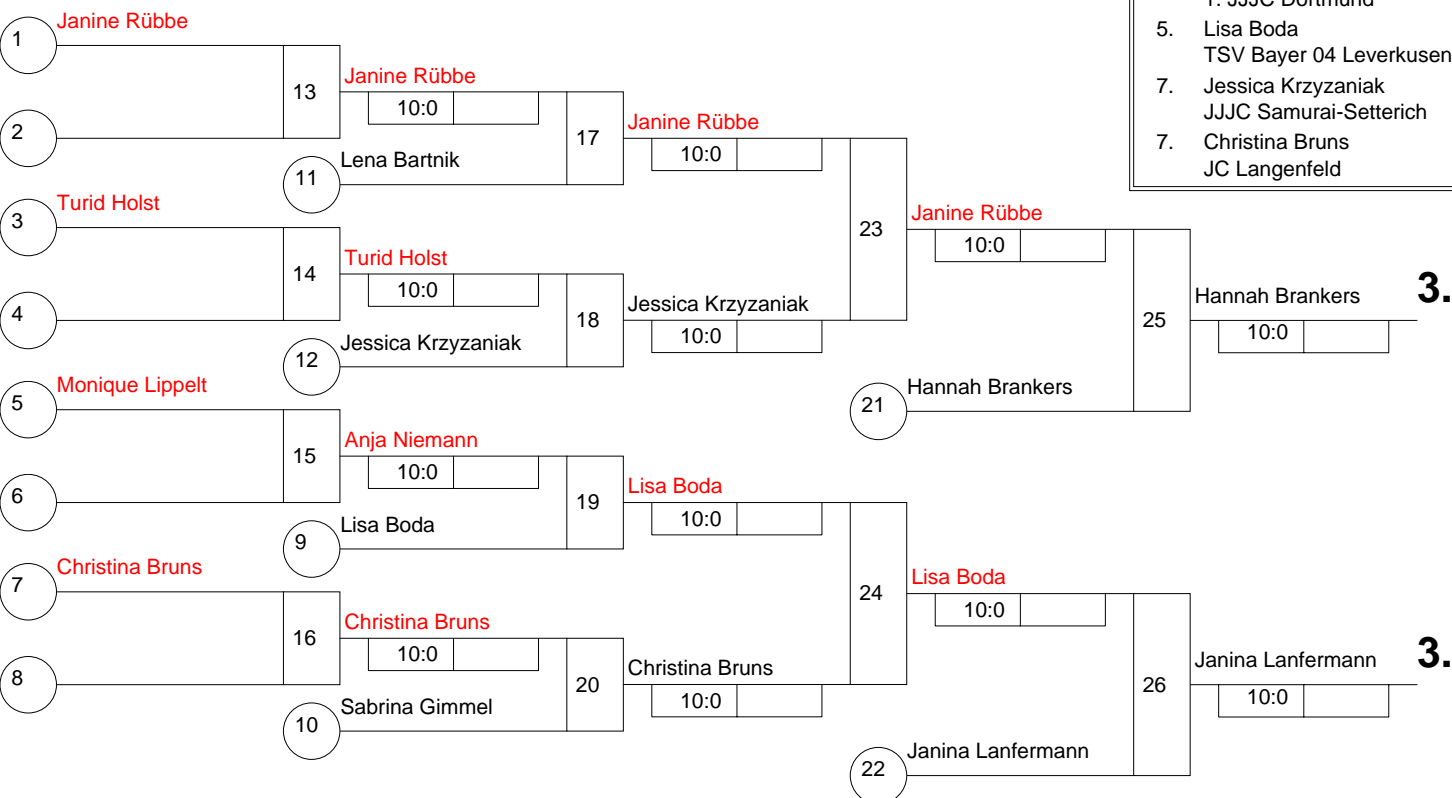 1. JJJC Dortmund
5. Lisa Boda
TSV Bayer 04 Leverkusen
7. Jessica Krzyzaniak
JJJC Samurai-Setterich
7. Christina Bruns
JC Langenfeld
1 Janine Rübbe
2
13 Janine Rübbe
10:0
11 Lena Bartnik
17 Janine Rübbe
10:0
3 Turid Holst
4
14 Turid Holst
10:0
12 Jessica Krzyzaniak
18 Jessica Krzyzaniak
10:0
23 Janine Rübbe
10:0
21 Hannah Brankers
25 Hannah Brankers 3.
10:0
5 Monique Lippelt
6
15 Anja Niemann
10:0
9 Lisa Boda
19 Lisa Boda
10:0
7 Christina Bruns
8
16 Christina Bruns
10:0
10 Sabrina Gimmel
20 Christina Bruns
10:0
24 Lisa Boda
10:0
22 Janina Lanfermann
26 Janina Lanfermann 3.
10:0